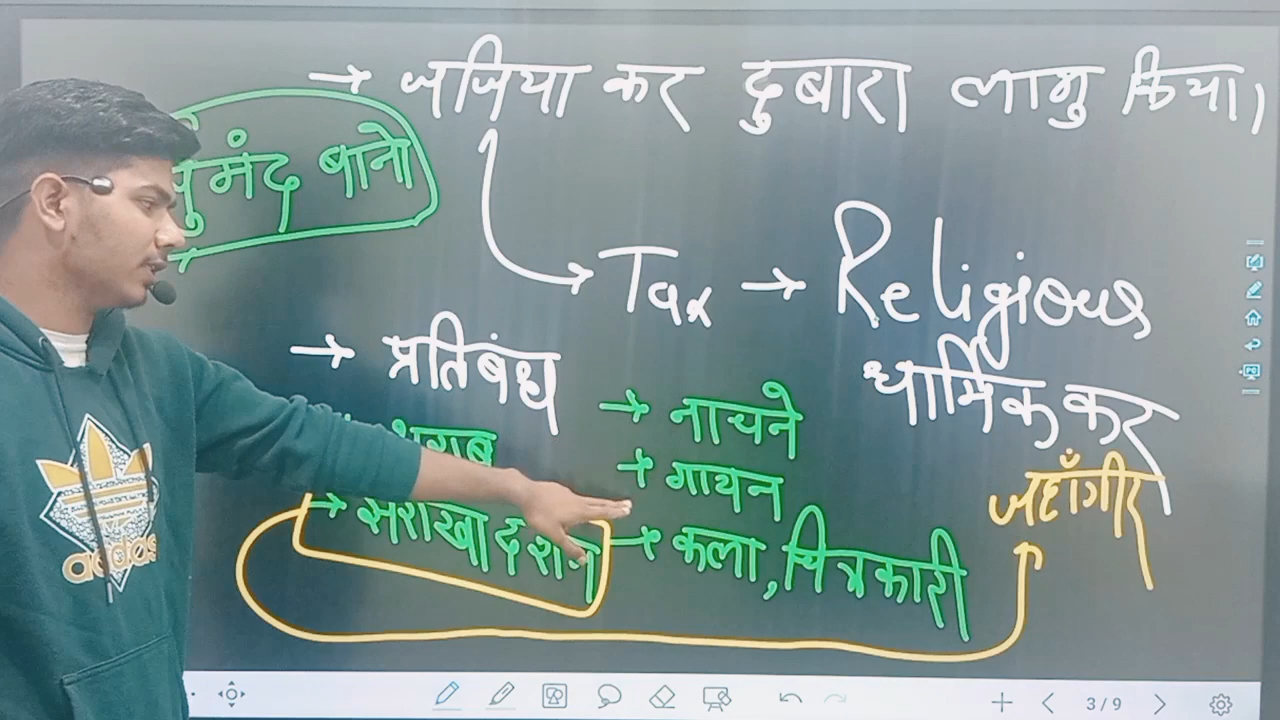 → जजिया कर दुबारा लागु किया।
बानो
Tax → Religious
धार्मिक कर
→ प्रतिबंध
→ नाचने
→ गायन
→ कला, चित्रकारी
→ झराखा दर्शन
जहाँगीर
adidas
3/9